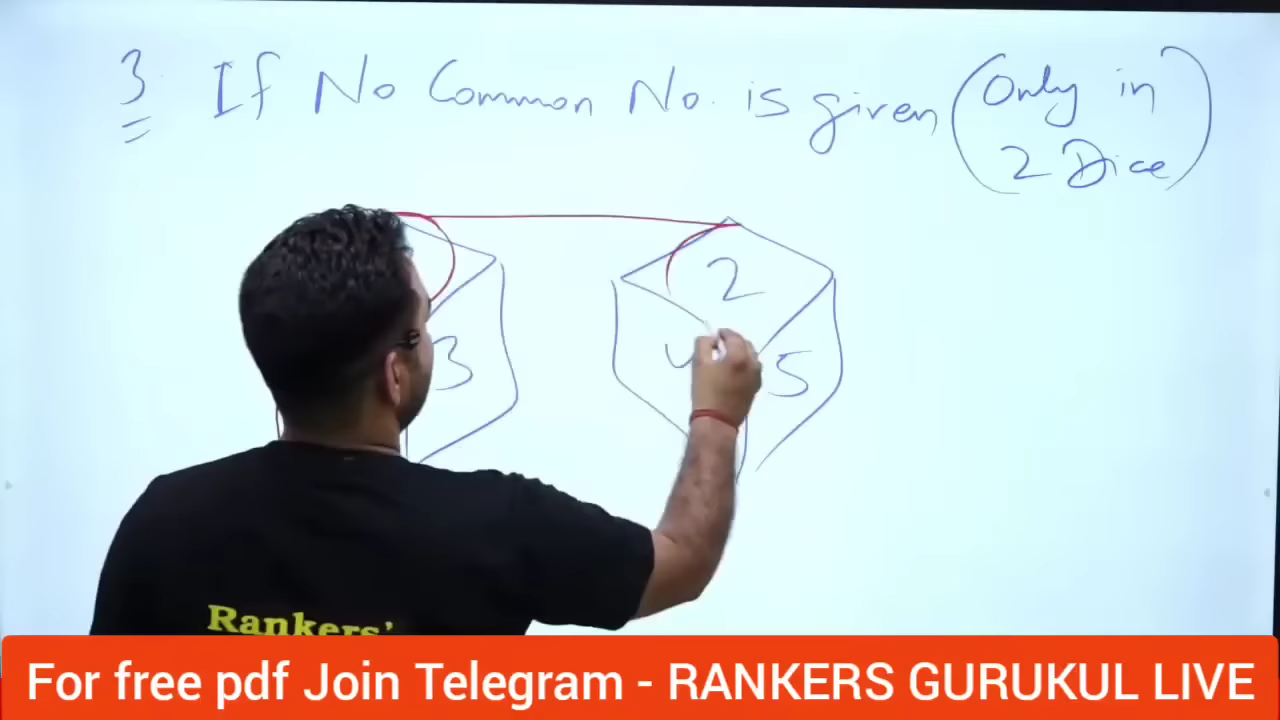 3 If No Common No. is given (Only in
2 Dice)
2
3
5
Rankers'
For free pdf Join Telegram - RANKERS GURUKUL LIVE